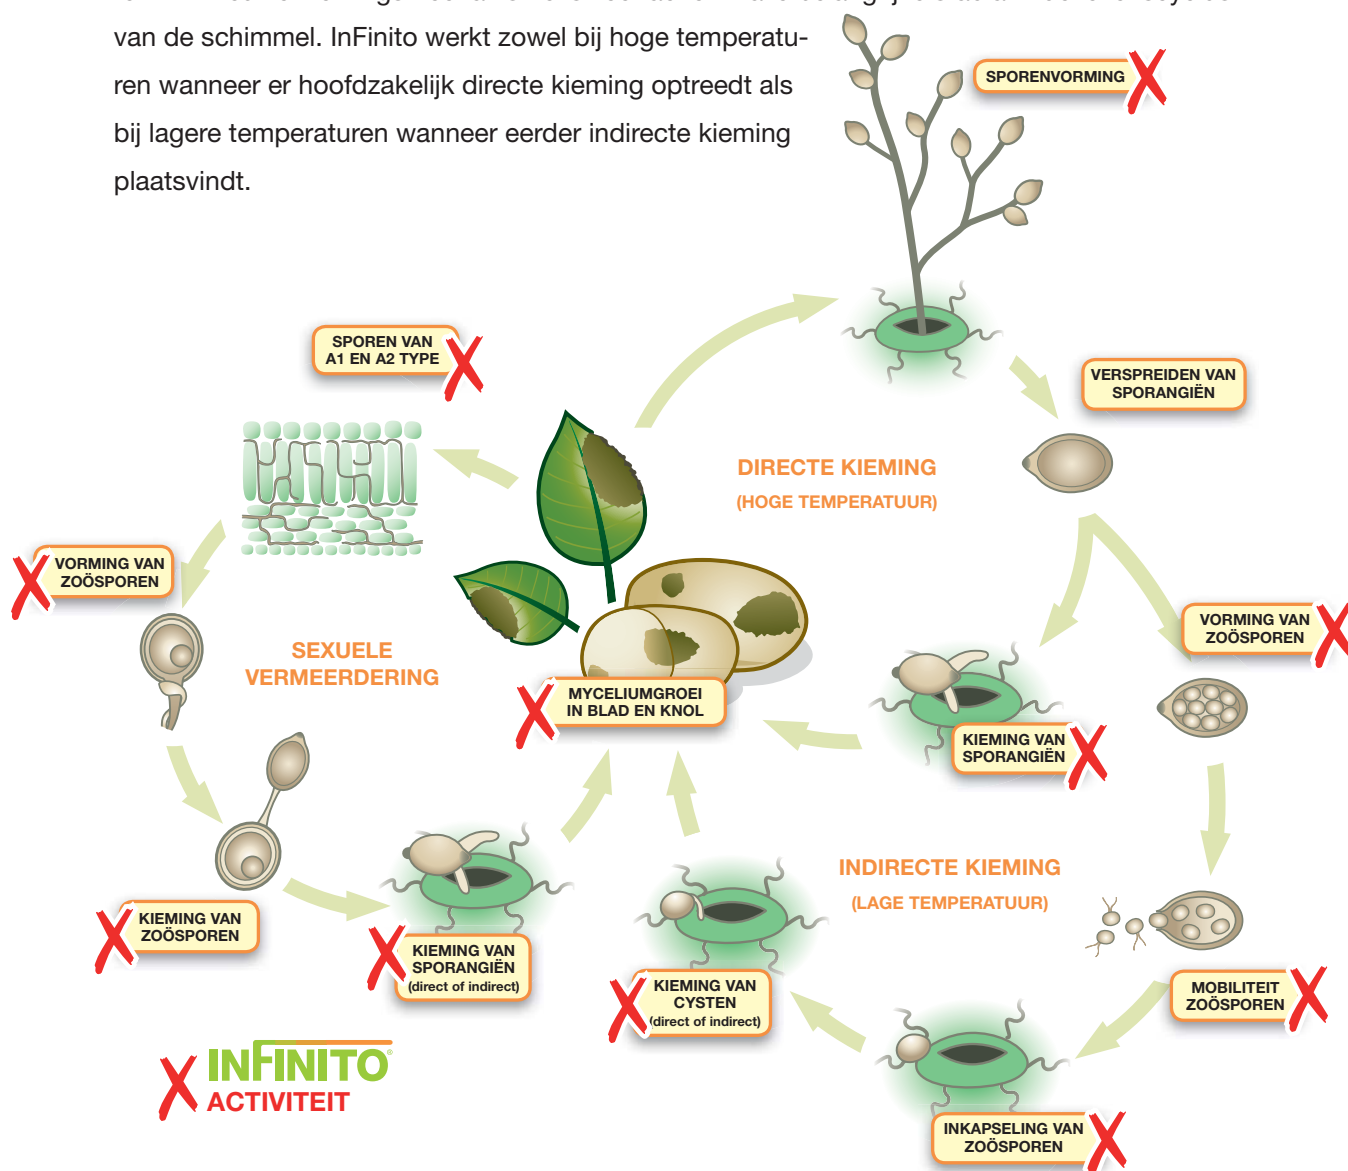 van de schimmel. InFinito werkt zowel bij hoge temperatu-
ren wanneer er hoofdzakelijk directe kieming optreedt als
bij lagere temperaturen wanneer eerder indirecte kieming
plaatsvindt.
SPORENVORMING
SPOREN VAN
A1 EN A2 TYPE
VERSPREIDEN VAN
SPORANGIËN
DIRECTE KIEMING
(HOGE TEMPERATUUR)
VORMING VAN
ZOÖSPOREN
VORMING VAN
ZOÖSPOREN
SEXUELE
VERMEERDERING
MYCELIUMGROEI
IN BLAD EN KNOL
KIEMING VAN
SPORANGIËN
INDIRECTE KIEMING
(LAGE TEMPERATUUR)
KIEMING VAN
ZOÖSPOREN
KIEMING VAN
SPORANGIËN
(direct of indirect)
KIEMING VAN
CYSTEN
(direct of indirect)
MOBILITEIT
ZOÖSPOREN
INFINITO®
ACTIVITEIT
INKAPSELING VAN
ZOÖSPOREN